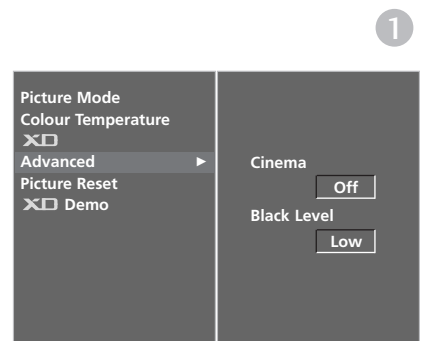 1
Picture Mode
Colour Temperature
XD
Advanced ►
Picture Reset
XD Demo
Cinema
Off
Black Level
Low